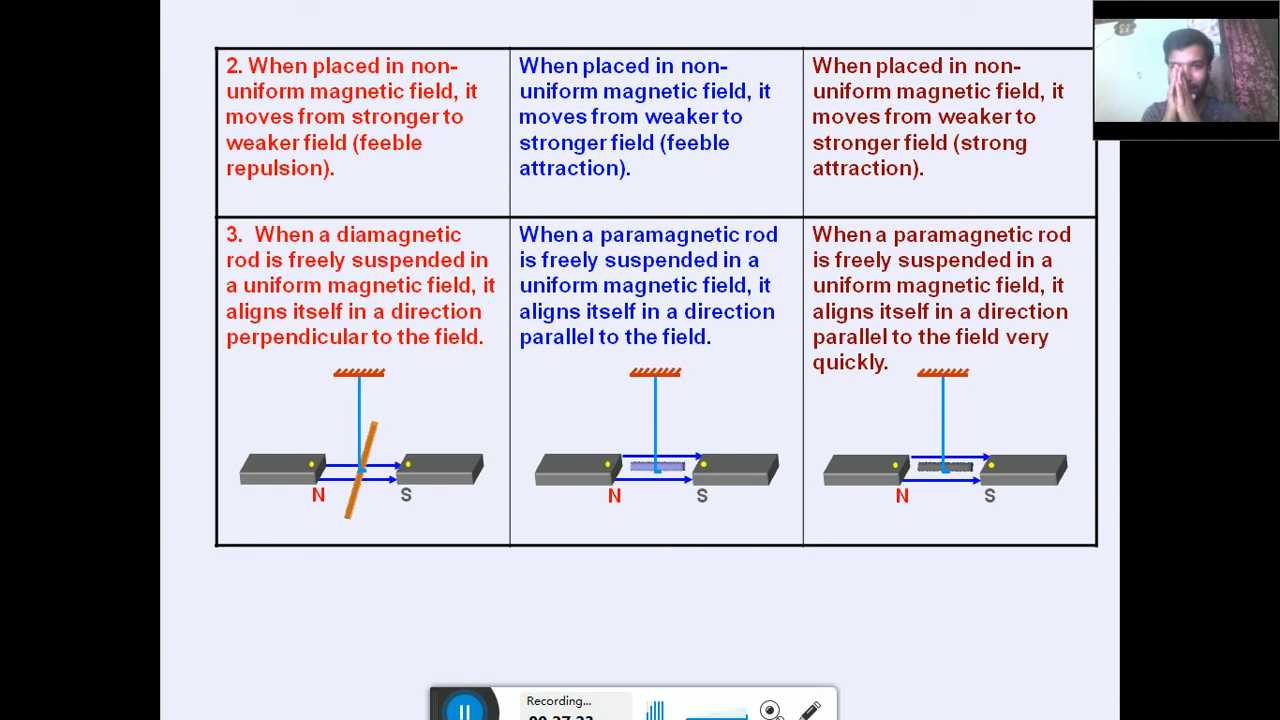 2. When placed in non-
uniform magnetic field, it
moves from stronger to
weaker field (feeble
repulsion).
When placed in non-
uniform magnetic field, it
moves from weaker to
stronger field (feeble
attraction).
When placed in non-
uniform magnetic field, it
moves from weaker to
stronger field (strong
attraction).
3. When a diamagnetic
rod is freely suspended in
a uniform magnetic field, it
aligns itself in a direction
perpendicular to the field.
N S
When a paramagnetic rod
is freely suspended in a
uniform magnetic field, it
aligns itself in a direction
parallel to the field.
N S
When a paramagnetic rod
is freely suspended in a
uniform magnetic field, it
aligns itself in a direction
parallel to the field very
quickly.
N S
Recording...